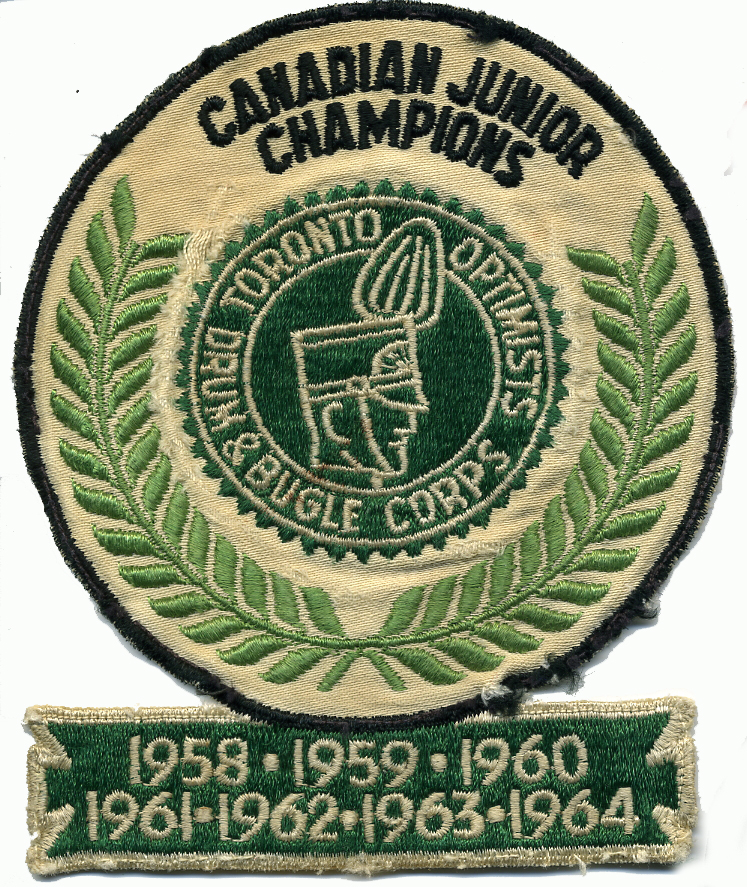 CANADIAN JUNIOR
CHAMPIONS
TORONTO OPTIMISTS
DRUM & BUGLE CORPS
1958 · 1959 · 1960
1961 · 1962 · 1963 · 1964